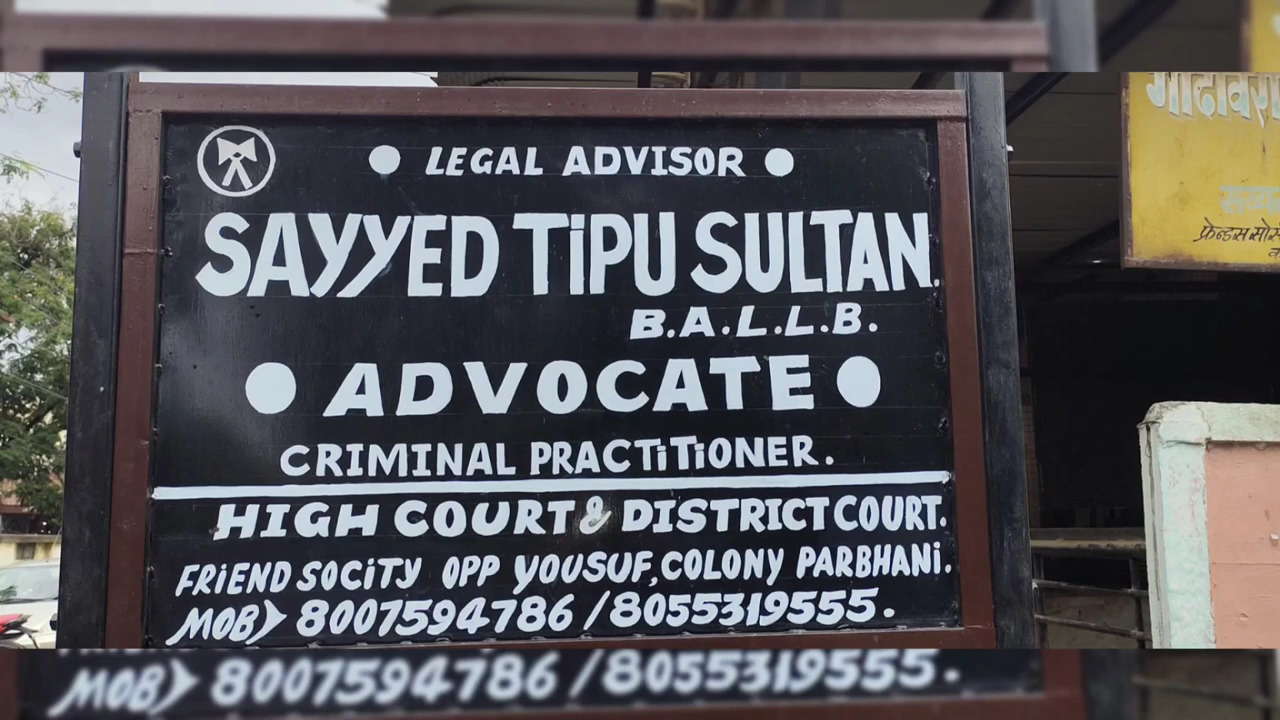 LEGAL ADVISOR
SAYYED TiPU SULTAN.
B.A.L.L.B.
ADVOCATE
CRIMINAL PRACTiTiONER.
HIGH COURT & DISTRICT COURT.
FRiEND SOCiTY OPP YOUSUF, COLONY PARBHANi.
MOB> 8007594786 / 8055319555.
MOB> 8007594786 / 8055319555.